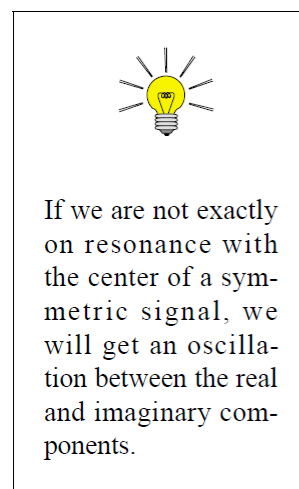 If we are not exactly
on resonance with
the center of a sym-
metric signal, we
will get an oscilla-
tion between the real
and imaginary com-
ponents.